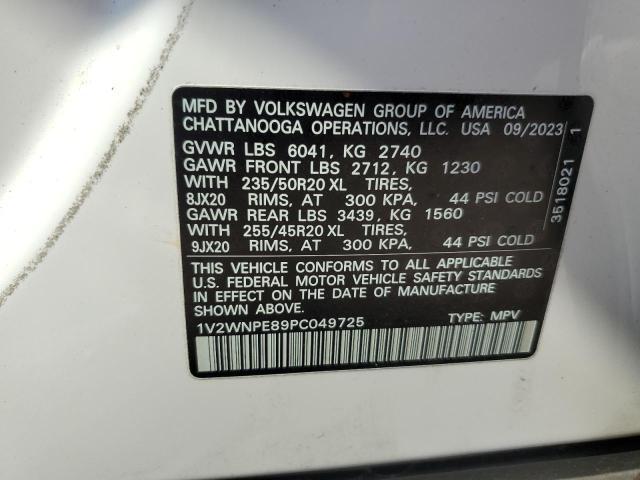 MFD BY VOLKSWAGEN GROUP OF AMERICA
CHATTANOOGA OPERATIONS, LLC. USA 09/2023
GVWR LBS 6041, KG 2740
GAWR FRONT LBS 2712, KG 1230
WITH 235/50R20 XL TIRES,
8JX20 RIMS, AT 300 KPA, 44 PSI COLD
GAWR REAR LBS 3439, KG 1560
WITH 255/45R20 XL TIRES,
9JX20 RIMS, AT 300 KPA, 44 PSI COLD
THIS VEHICLE CONFORMS TO ALL APPLICABLE
U.S. FEDERAL MOTOR VEHICLE SAFETY STANDARDS
IN EFFECT ON THE DATE OF MANUFACTURE
SHOWN ABOVE.
1V2WNPE89PC049725 TYPE: MPV
3518021 1